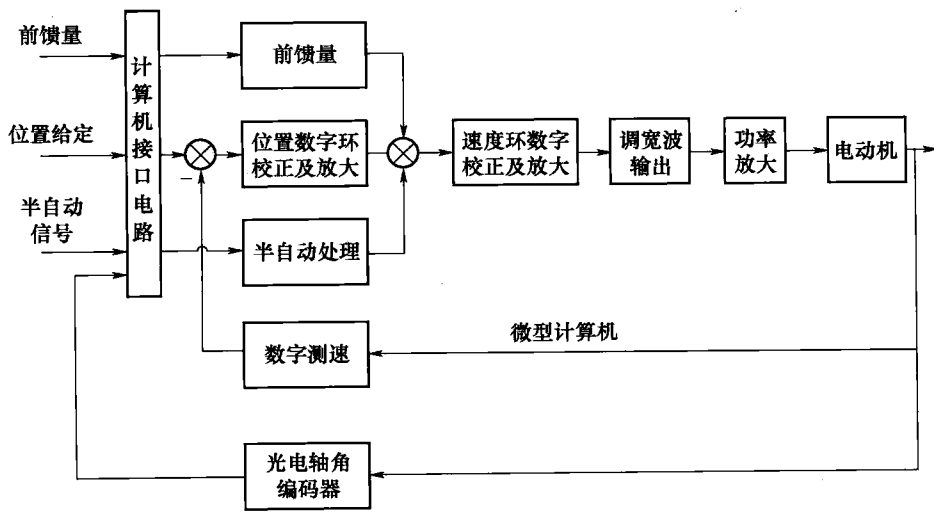 前馈量
位置给定
半自动
信号
计算机接口电路
前馈量
位置数字环
校正及放大
半自动处理
数字测速
光电轴角
编码器
速度环数字
校正及放大
调宽波
输出
功率
放大
电动机
微型计算机